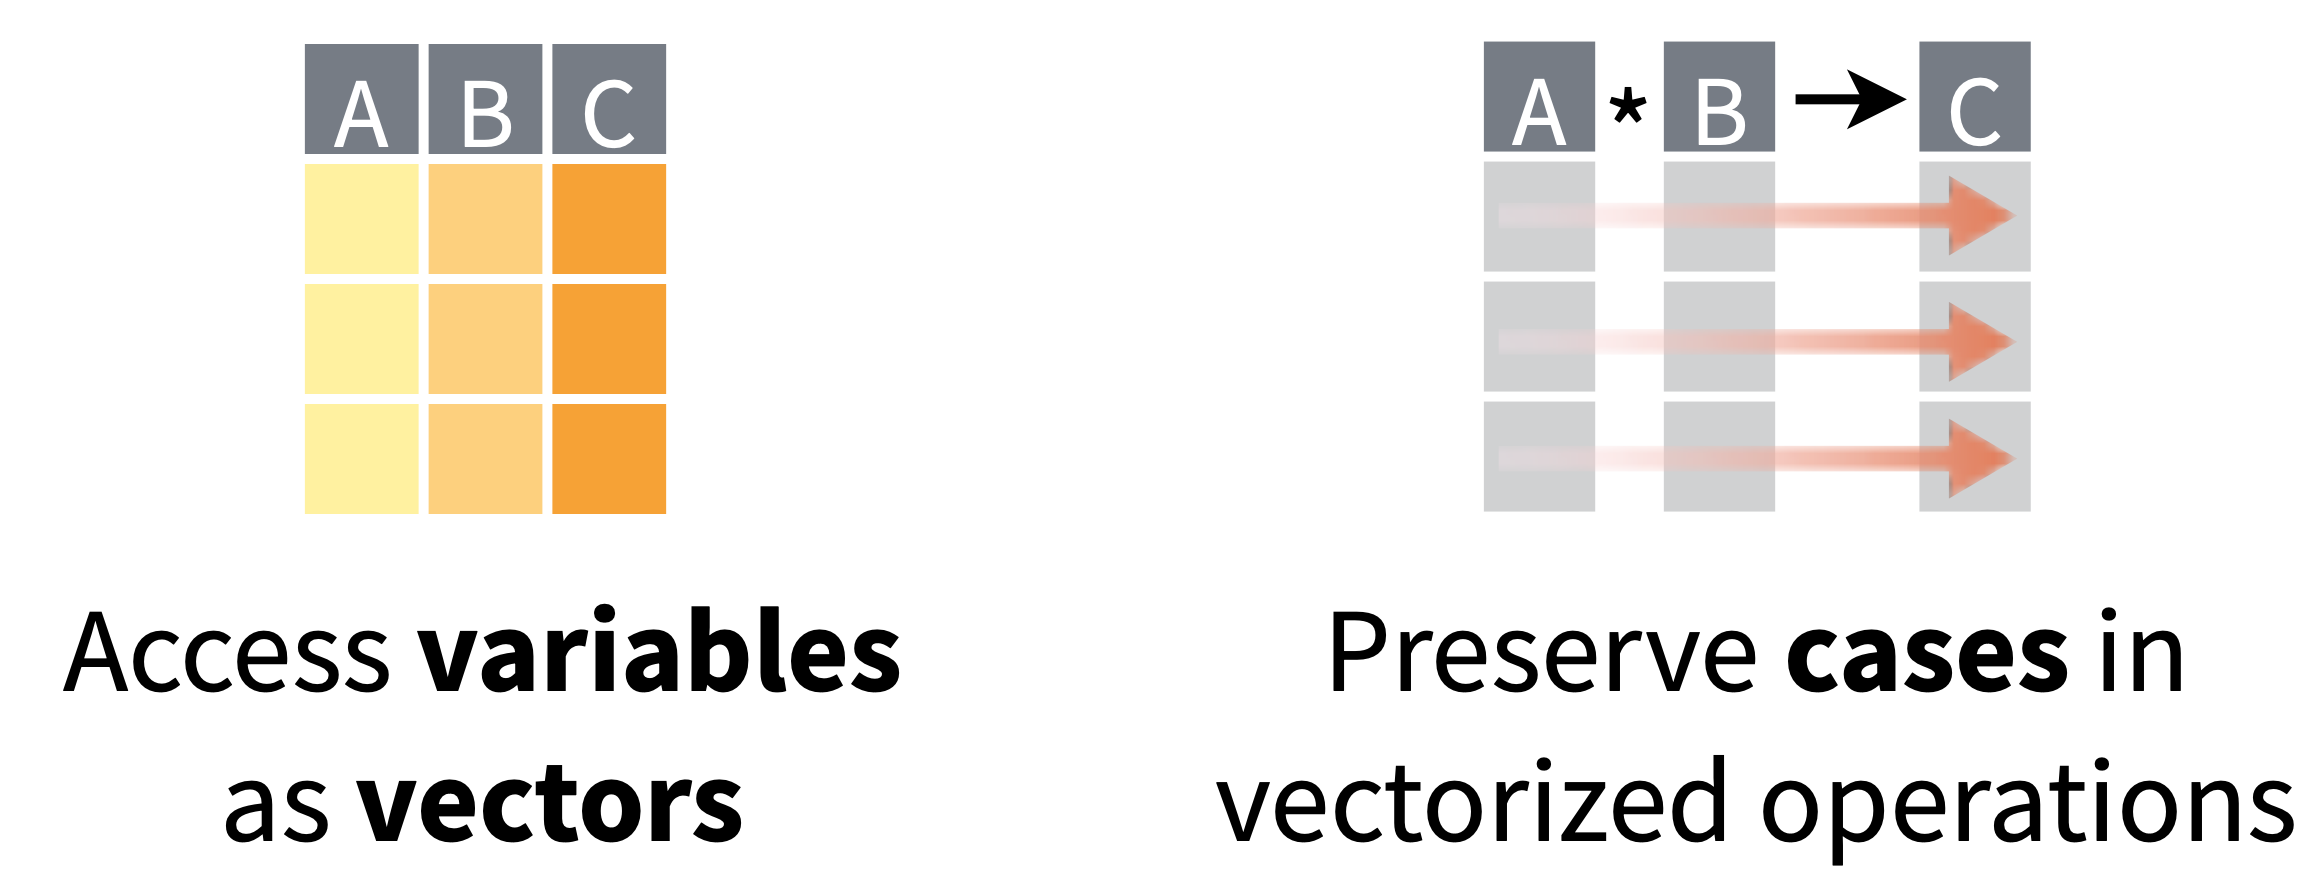 A B C
Access variables
as vectors
A * B → C
Preserve cases in
vectorized operations